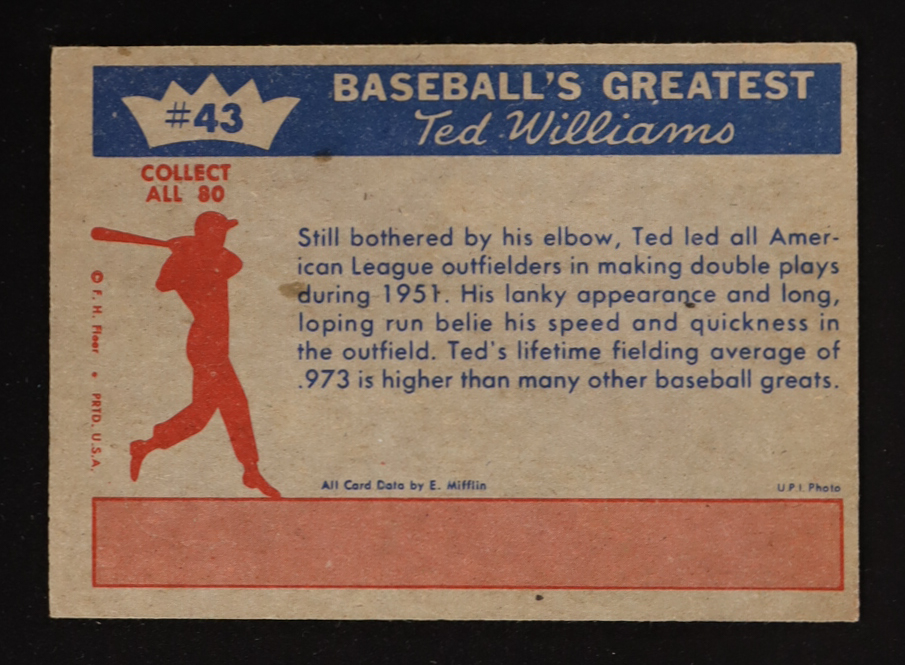 #43
BASEBALL'S GREATEST
Ted Williams
COLLECT
ALL 80
Still bothered by his elbow, Ted led all Amer-
ican League outfielders in making double plays
during 1951. His lanky appearance and long,
loping run belie his speed and quickness in
the outfield. Ted's lifetime fielding average of
.973 is higher than many other baseball greats.
© F. H. Fleer • PRTD. U.S.A.
All Card Data by E. Mifflin
U.P.I. Photo